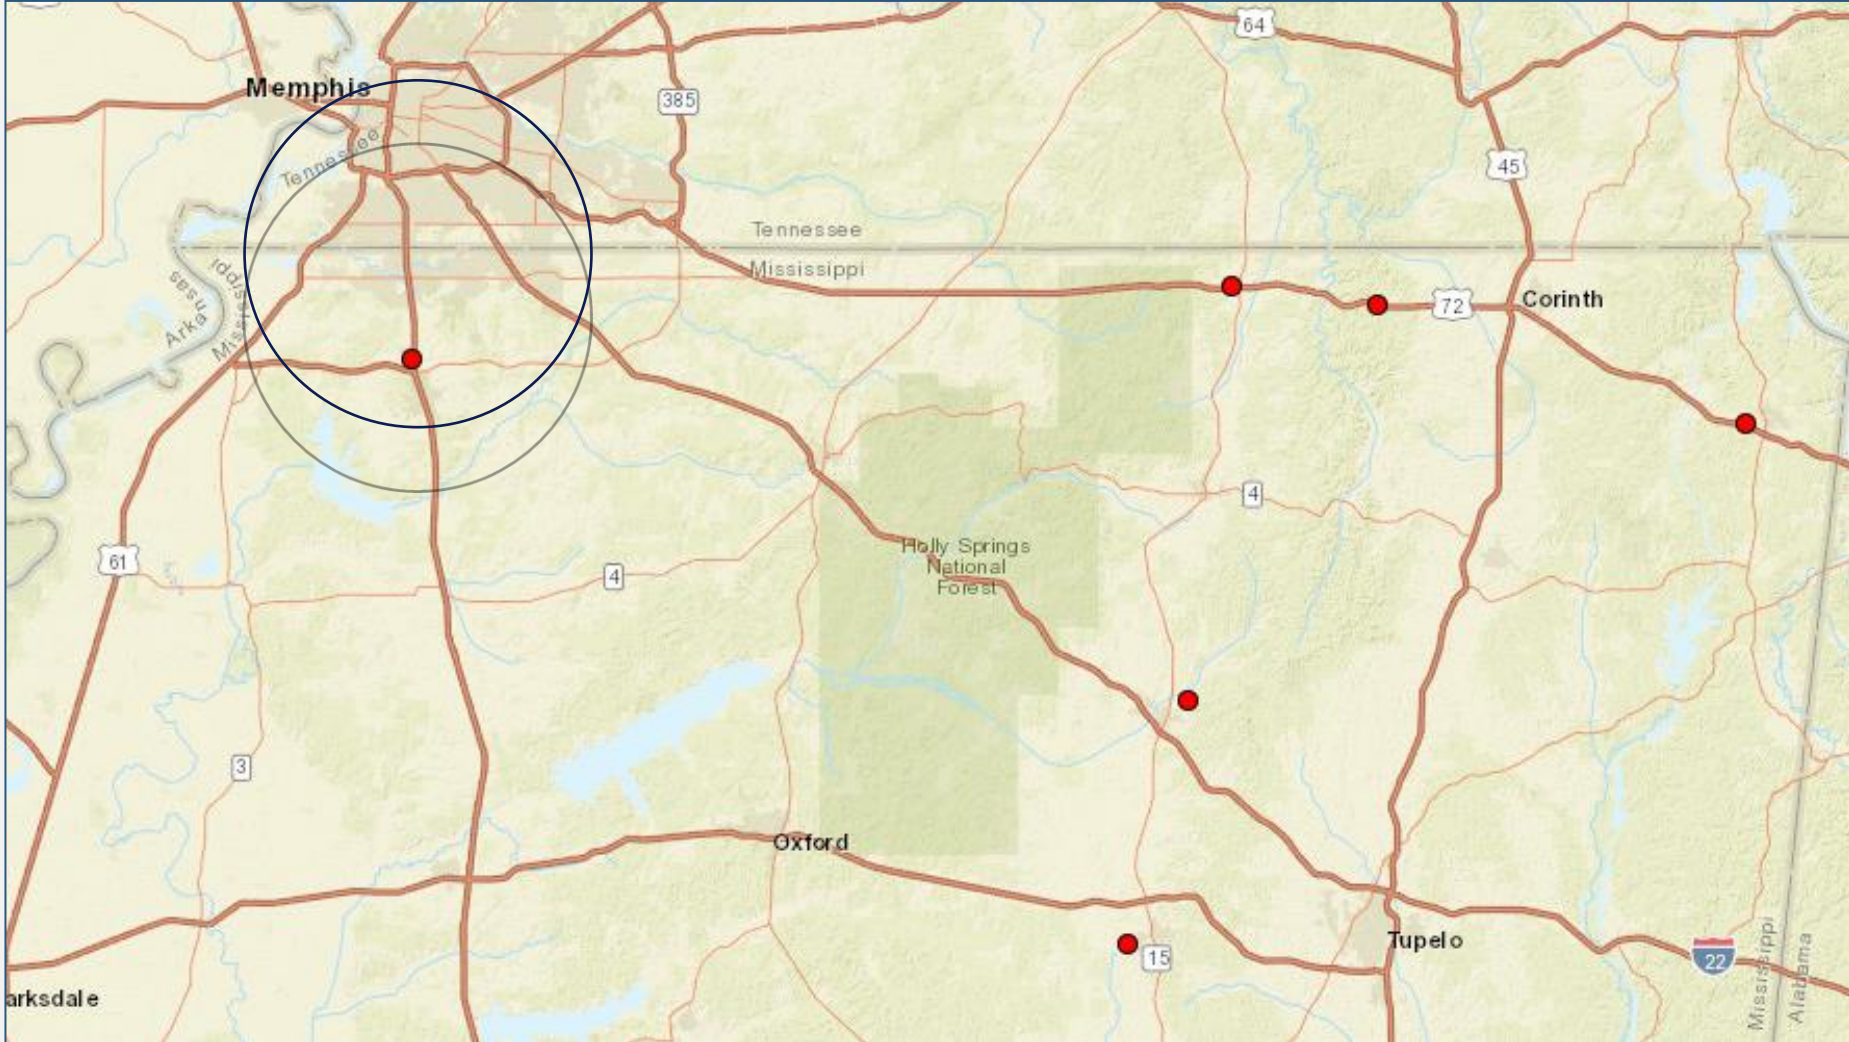 64
Memphis
385
Tennessee
45
Tennessee
Mississippi
Arkansas
Mississippi
72
Corinth
4
Holly Springs
National
Forest
61
4
3
Oxford
Tupelo
15
22
Mississippi
Alabama
arksdale